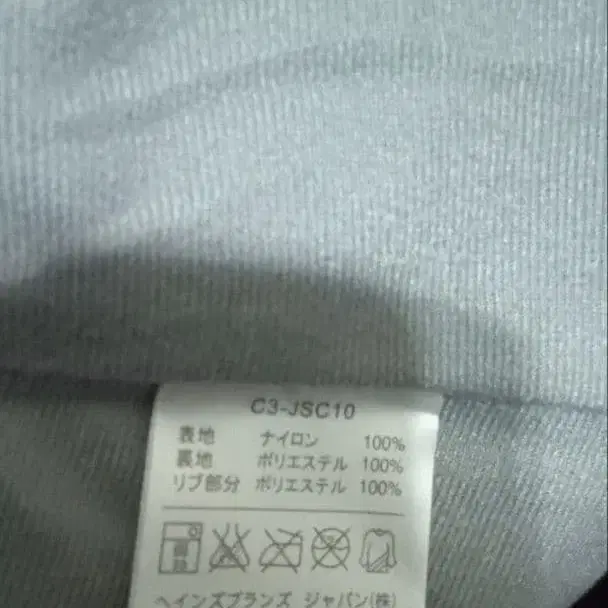 C3-JSC10
表地 ナイロン 100%
裏地 ポリエステル 100%
リブ部分 ポリエステル 100%
ヘインズブランズ ジャパン(株)